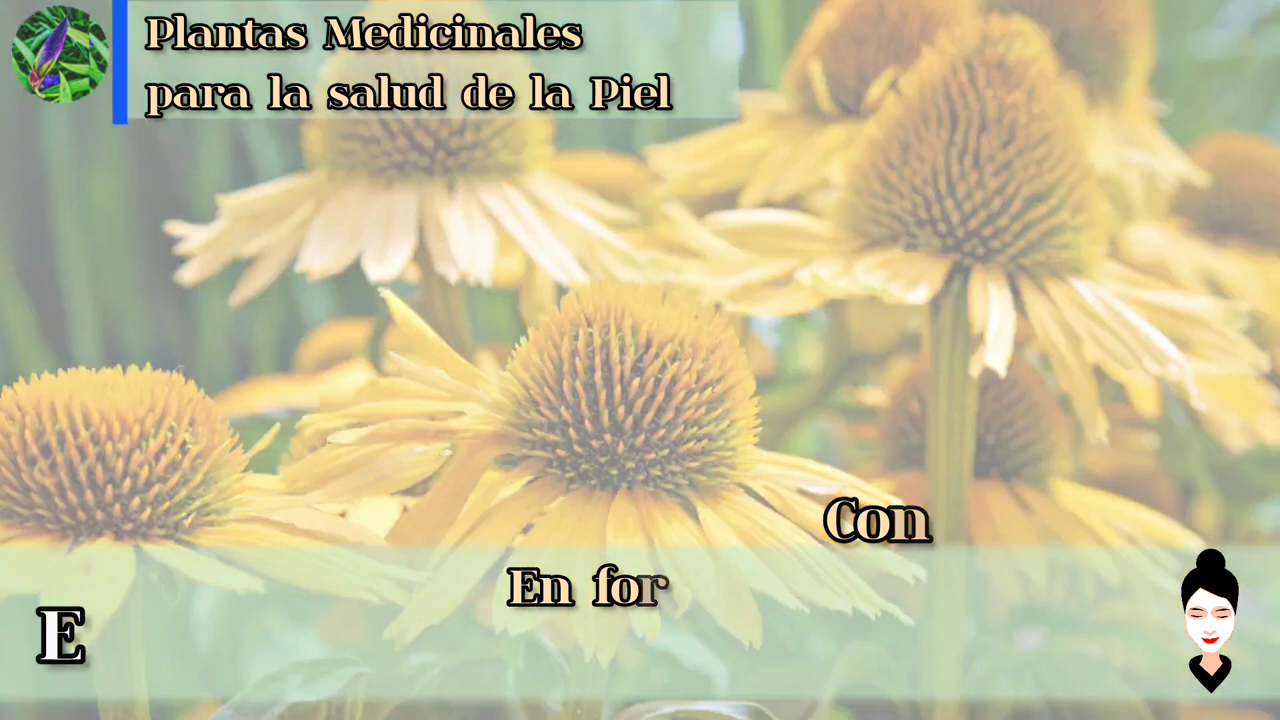 Plantas Medicinales
para la salud de la Piel
Con
En for
E